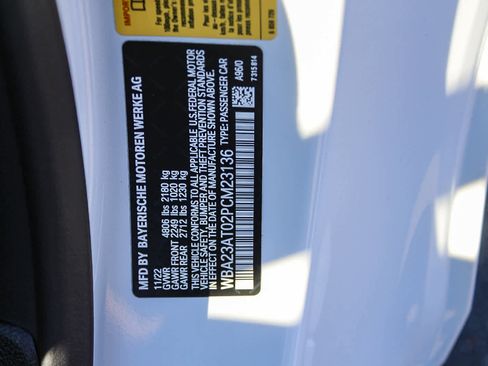 MFD BY BAYERISCHE MOTOREN WERKE AG
11/22
GVWR 4806 lbs 2180 kg
GAWR FRONT 2249 lbs 1020 kg
GAWR REAR 2712 lbs 1230 kg
THIS VEHICLE CONFORMS TO ALL APPLICABLE U.S.FEDERAL MOTOR
VEHICLE SAFETY, BUMPER AND THEFT PREVENTION STANDARDS
IN EFFECT ON THE DATE OF MANUFACTURE SHOWN ABOVE.
WBA23AT02PCM23136 TYPE: PASSENGER CAR
A96/0
7315814